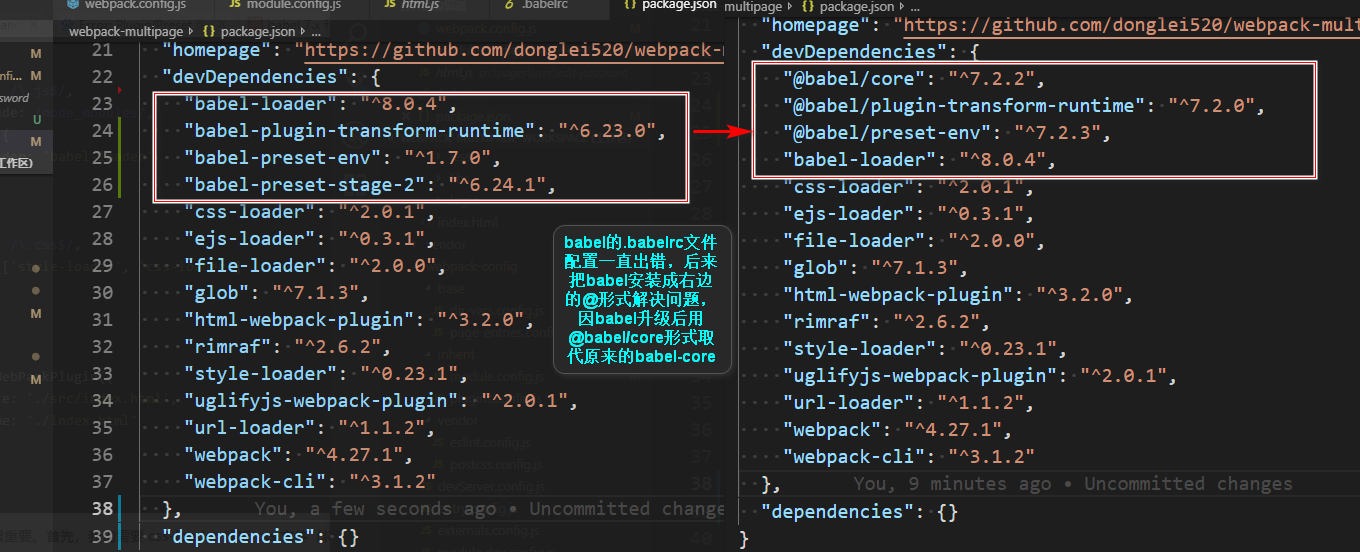 webpack.config.js
module.config.js
html.js
.babelrc
package.json
webpack-multipage > package.json > ...
21 "homepage": "https://github.com/donglei520/webpack-
22 "devDependencies": {
23 "babel-loader": "^8.0.4",
24 "babel-plugin-transform-runtime": "^6.23.0",
25 "babel-preset-env": "^1.7.0",
26 "babel-preset-stage-2": "^6.24.1",
27 "css-loader": "^2.0.1",
28 "ejs-loader": "^0.3.1",
29 "file-loader": "^2.0.0",
30 "glob": "^7.1.3",
31 "html-webpack-plugin": "^3.2.0",
32 "rimraf": "^2.6.2",
33 "style-loader": "^0.23.1",
34 "uglifyjs-webpack-plugin": "^2.0.1",
35 "url-loader": "^1.1.2",
36 "webpack": "^4.27.1",
37 "webpack-cli": "^3.1.2"
38 }, You, a few seconds ago • Uncommitted change
39 "dependencies": {}
M
nfi... M
sword
U
M
工作区)
M
M
M
babel的.babelrc文件
配置一直出错，后来
把babel安装成右边
的@形式解决问题，
因babel升级后用
@babel/core形式取
代原来的babel-core
multipage > package.json > ...
"homepage": "https://github.com/donglei520/webpack-mult
"devDependencies": {
"@babel/core": "^7.2.2",
"@babel/plugin-transform-runtime": "^7.2.0",
"@babel/preset-env": "^7.2.3",
"babel-loader": "^8.0.4",
"css-loader": "^2.0.1",
"ejs-loader": "^0.3.1",
"file-loader": "^2.0.0",
"glob": "^7.1.3",
"html-webpack-plugin": "^3.2.0",
"rimraf": "^2.6.2",
"style-loader": "^0.23.1",
"uglifyjs-webpack-plugin": "^2.0.1",
"url-loader": "^1.1.2",
"webpack": "^4.27.1",
"webpack-cli": "^3.1.2"
}, You, 9 minutes ago • Uncommitted changes
"dependencies": {}
}